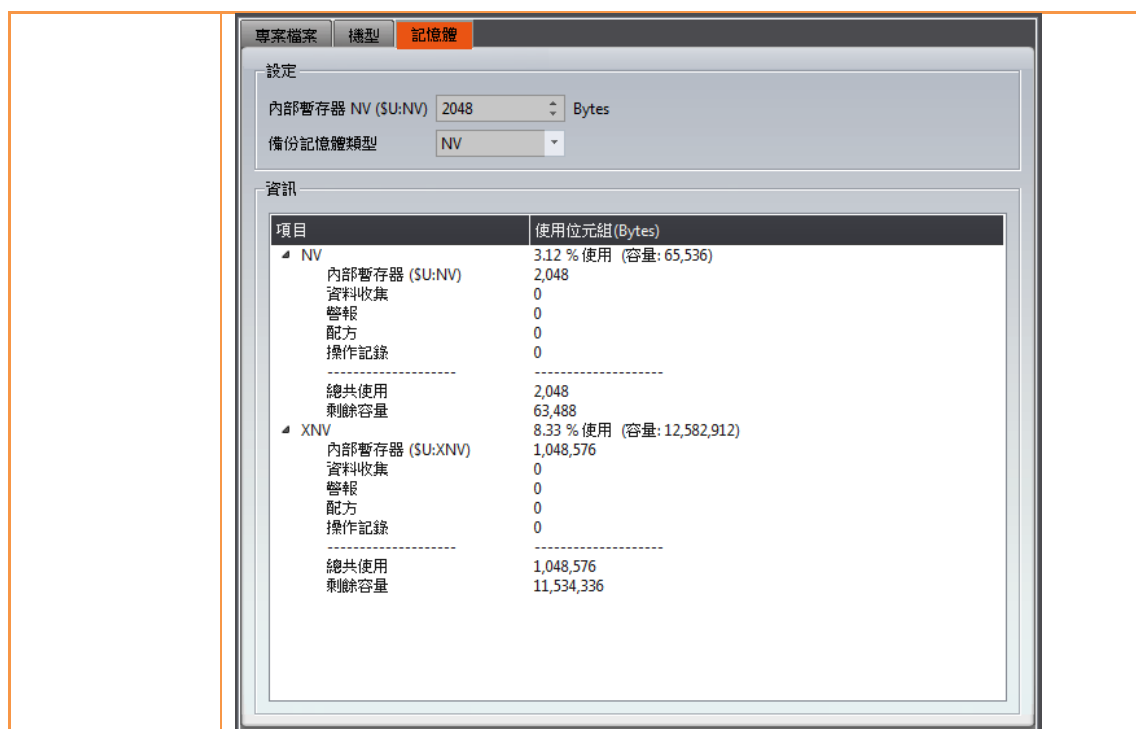 專案檔案 機型 記憶體
設定
內部暫存器 NV ($U:NV) 2048 Bytes
備份記憶體類型 NV
資訊
項目 使用位元組(Bytes)
NV 3.12 % 使用 (容量: 65,536)
內部暫存器 ($U:NV) 2,048
資料收集 0
警報 0
配方 0
操作記錄 0
-------------------- --------------------
總共使用 2,048
剩餘容量 63,488
XNV 8.33 % 使用 (容量: 12,582,912)
內部暫存器 ($U:XNV) 1,048,576
資料收集 0
警報 0
配方 0
操作記錄 0
-------------------- --------------------
總共使用 1,048,576
剩餘容量 11,534,336